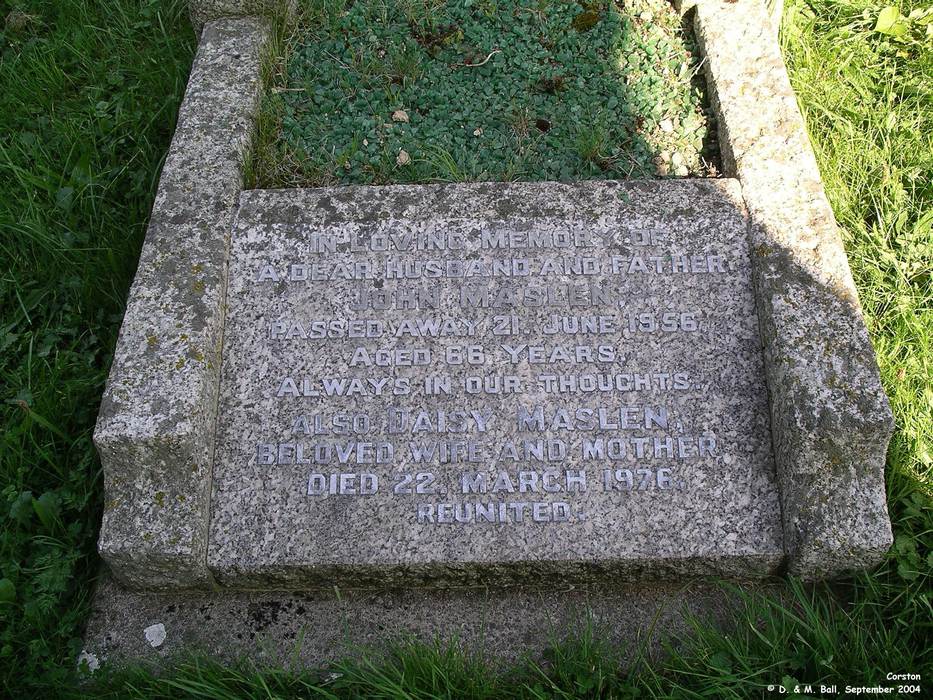 IN LOVING MEMORY OF
A DEAR HUSBAND AND FATHER
JOHN MASLEN.
PASSED AWAY 21. JUNE 1956.,
AGED 66 YEARS.
ALWAYS IN OUR THOUGHTS.
ALSO DAISY MASLEN,
BELOVED WIFE AND MOTHER.
DIED 22. MARCH 1976.
REUNITED.
Corston
© D. & M. Ball, September 2004